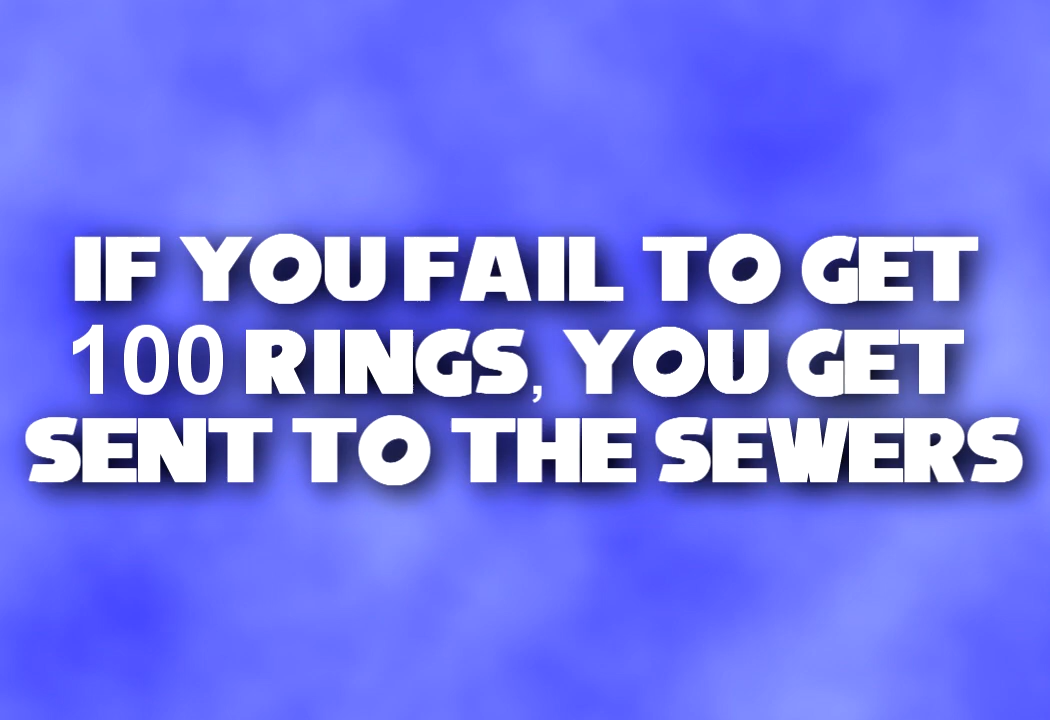 IF YOU FAIL TO GET
100 RINGS, YOU GET
SENT TO THE SEWERS